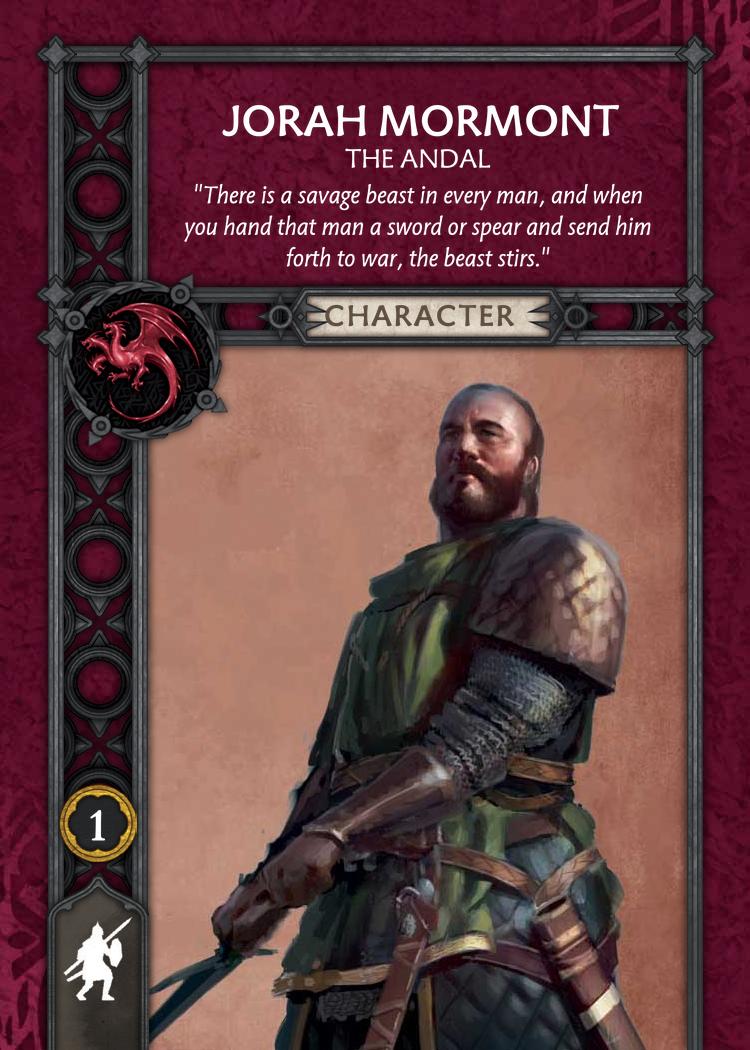 JORAH MORMONT
THE ANDAL
"There is a savage beast in every man, and when
you hand that man a sword or spear and send him
forth to war, the beast stirs."
CHARACTER
1